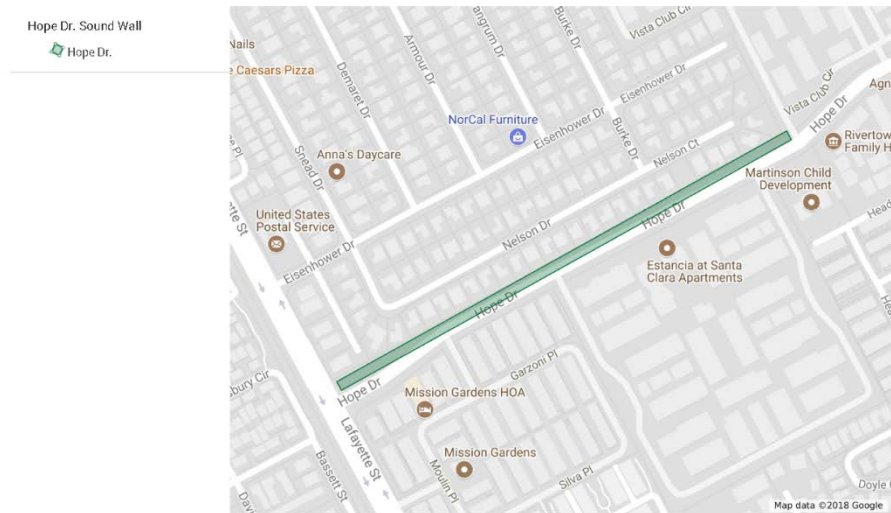 Hope Dr. Sound Wall
Hope Dr.
Nails
Caesars Pizza
Demaret Dr
Armour Dr
Burke Dr
Vista Club Cir
Eisenhower Dr
NorCal Furniture
Vista Club Cir
Hope Dr
Agn
Snead Dr
Anna's Daycare
Eisenhower Dr
Burke Dr
Nelson Ct
Rivertow
Family H
Martinson Child
Development
United States
Postal Service
Eisenhower Dr
Nelson Dr
Hope Dr
Head
Estancia at Santa
Clara Apartments
Hope Dr
Hope Dr
Garzoni Pl
Mission Gardens HOA
Lafayette St
Bassett St
Mission Gardens
Moulin Pl
Silva Pl
Map data ©2018 Google